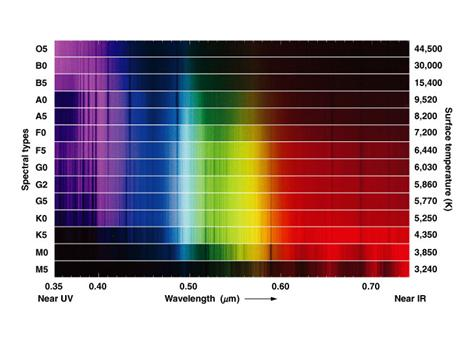 O5 44,500
B0 30,000
B5 15,400
A0 9,520
A5 8,200
F0 7,200
F5 6,440
G0 6,030
G2 5,860
G5 5,770
K0 5,250
K5 4,350
M0 3,850
M5 3,240
Spectral types
Surface temperature (K)
0.35 0.40 0.50 0.60 0.70
Near UV Wavelength (μm) → Near IR